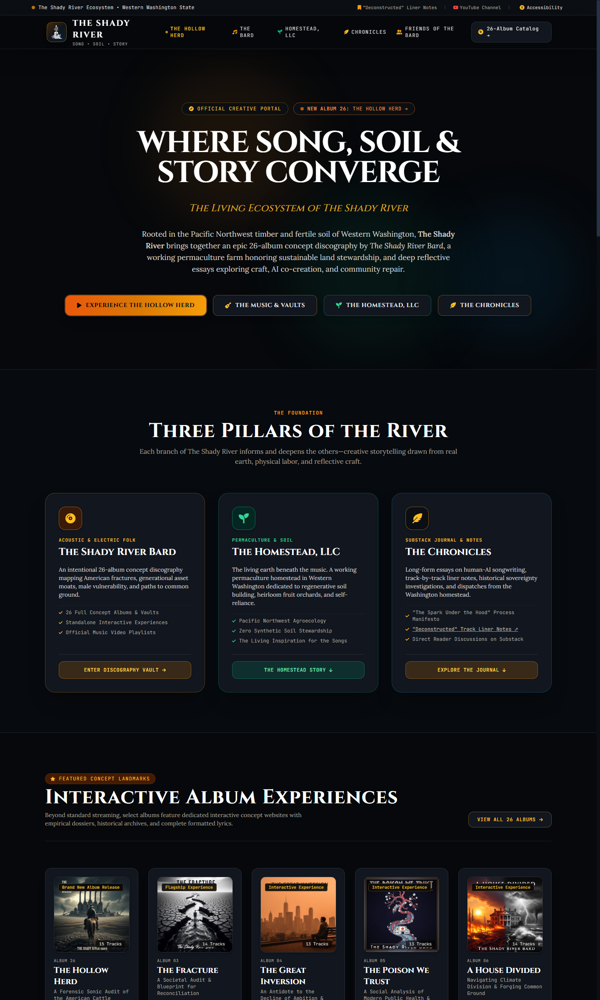 The Shady River Ecosystem • Western Washington State
"Deconstructed" Liner Notes | YouTube Channel | Accessibility
THE SHADY
RIVER
SONG • SOIL • STORY
THE HOLLOW
HERD
THE
BARD
HOMESTEAD,
LLC
CHRONICLES
FRIENDS OF THE
BARD
26-Album Catalog
→
OFFICIAL CREATIVE PORTAL
NEW ALBUM 26: THE HOLLOW HERD →
WHERE SONG, SOIL &
STORY CONVERGE
The Living Ecosystem of The Shady River
Rooted in the Pacific Northwest timber and fertile soil of Western Washington, The Shady
River brings together an epic 26-album concept discography by The Shady River Bard, a
working permaculture farm honoring sustainable land stewardship, and deep reflective
essays exploring craft, AI co-creation, and community repair.
EXPERIENCE THE HOLLOW HERD
THE MUSIC & VAULTS
THE HOMESTEAD, LLC
THE CHRONICLES
THE FOUNDATION
Three Pillars of the River
Each branch of The Shady River informs and deepens the others—creative storytelling drawn from real
earth, physical labor, and reflective craft.
ACOUSTIC & ELECTRIC FOLK
The Shady River Bard
An intentional 26-album concept discography
mapping American fractures, generational asset
moats, male vulnerability, and paths to common
ground.
26 Full Concept Albums & Vaults
Standalone Interactive Experiences
Official Music Video Playlists
ENTER DISCOGRAPHY VAULT →
PERMACULTURE & SOIL
The Homestead, LLC
The living earth beneath the music. A working
permaculture homestead in Western
Washington dedicated to regenerative soil
building, heirloom fruit orchards, and self-
reliance.
Pacific Northwest Agroecology
Zero Synthetic Soil Stewardship
The Living Inspiration for the Songs
THE HOMESTEAD STORY ↓
SUBSTACK JOURNAL & NOTES
The Chronicles
Long-form essays on human-AI songwriting,
track-by-track liner notes, historical sovereignty
investigations, and dispatches from the
Washington homestead.
"The Spark Under the Hood" Process
Manifesto
"Deconstructed" Track Liner Notes ↗
Direct Reader Discussions on Substack
EXPLORE THE JOURNAL ↓
FEATURED CONCEPT LANDMARKS
Interactive Album Experiences
Beyond standard streaming, select albums feature dedicated interactive concept websites with
empirical dossiers, historical archives, and complete formatted lyrics.
VIEW ALL 26 ALBUMS →
THE
Brand New Album Release
HERD
15 Tracks
THE SHADY RIVER BARD
ALBUM 26
The Hollow
Herd
A Forensic Sonic Audit of
the American Cattle
THE FRACTURE
Flagship Experience
14 Tracks
The Shady River Bard
ALBUM 03
The Fracture
A Societal Audit &
Blueprint for
Reconciliation
THE GREAT INVERSION
Interactive Experience
13 Tracks
ALBUM 04
The Great
Inversion
An Antidote to the
Decline of Ambition &
THE POISON WE TRUST
Interactive Experience
13 Tracks
THE SHADY RIVER BARD
ALBUM 05
The Poison We
Trust
A Social Analysis of
Modern Public Health &
A HOUSE DIVIDED
Interactive Experience
14 Tracks
THE SHADY RIVER BARD
ALBUM 06
A House Divided
Navigating Climate
Division & Forging Common
Ground